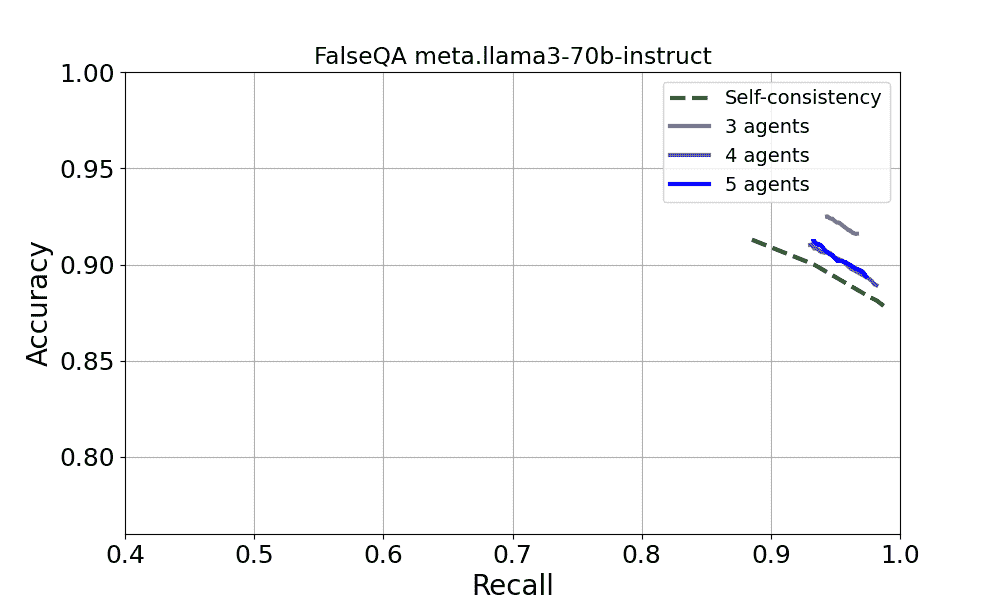 FalseQA meta.llama3-70b-instruct
1.00
0.95
0.90
0.85
0.80
Accuracy
Self-consistency
3 agents
4 agents
5 agents
0.4 0.5 0.6 0.7 0.8 0.9 1.0
Recall